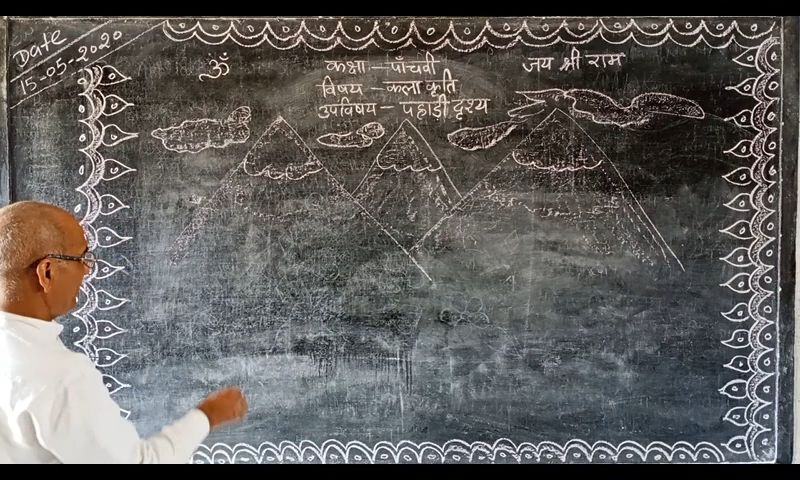 Date
15-05-2020
ॐ
कक्षा - पाँचवी
जय श्री राम
विषय - कला कृति
उपविषय - पहाडी दृश्य